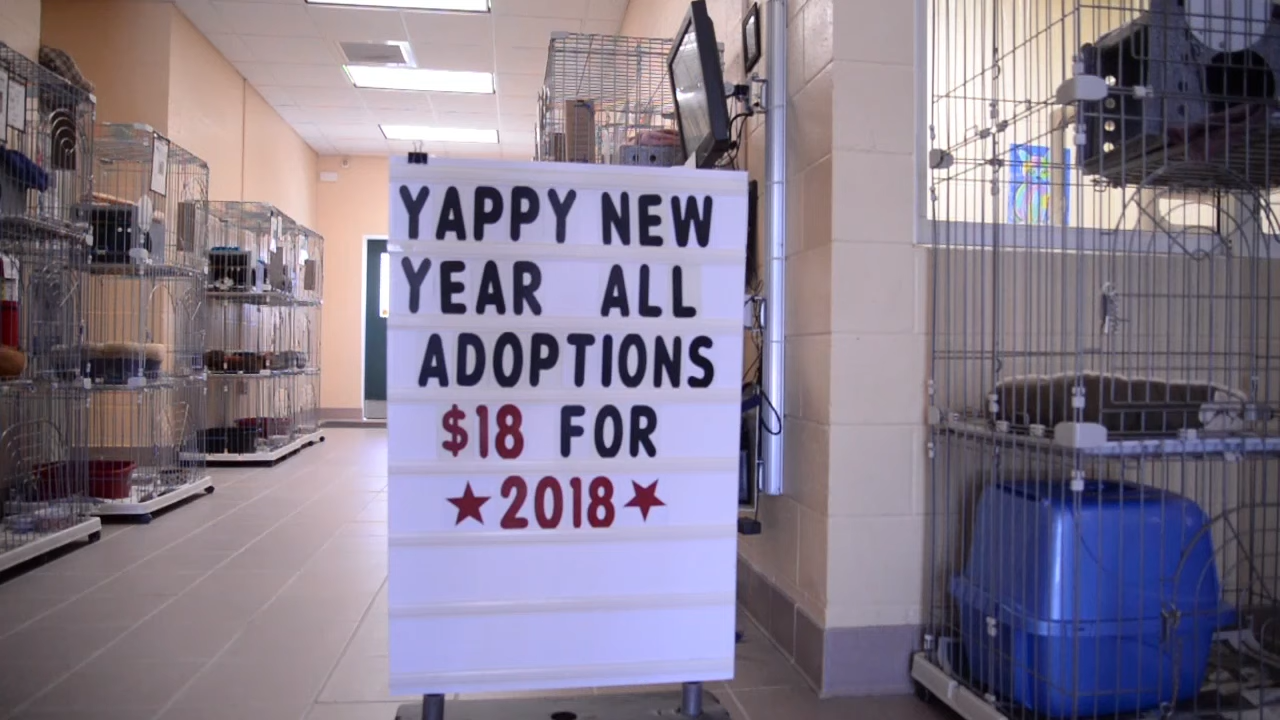 YAPPY NEW
YEAR ALL
ADOPTIONS
$18 FOR
★2018★